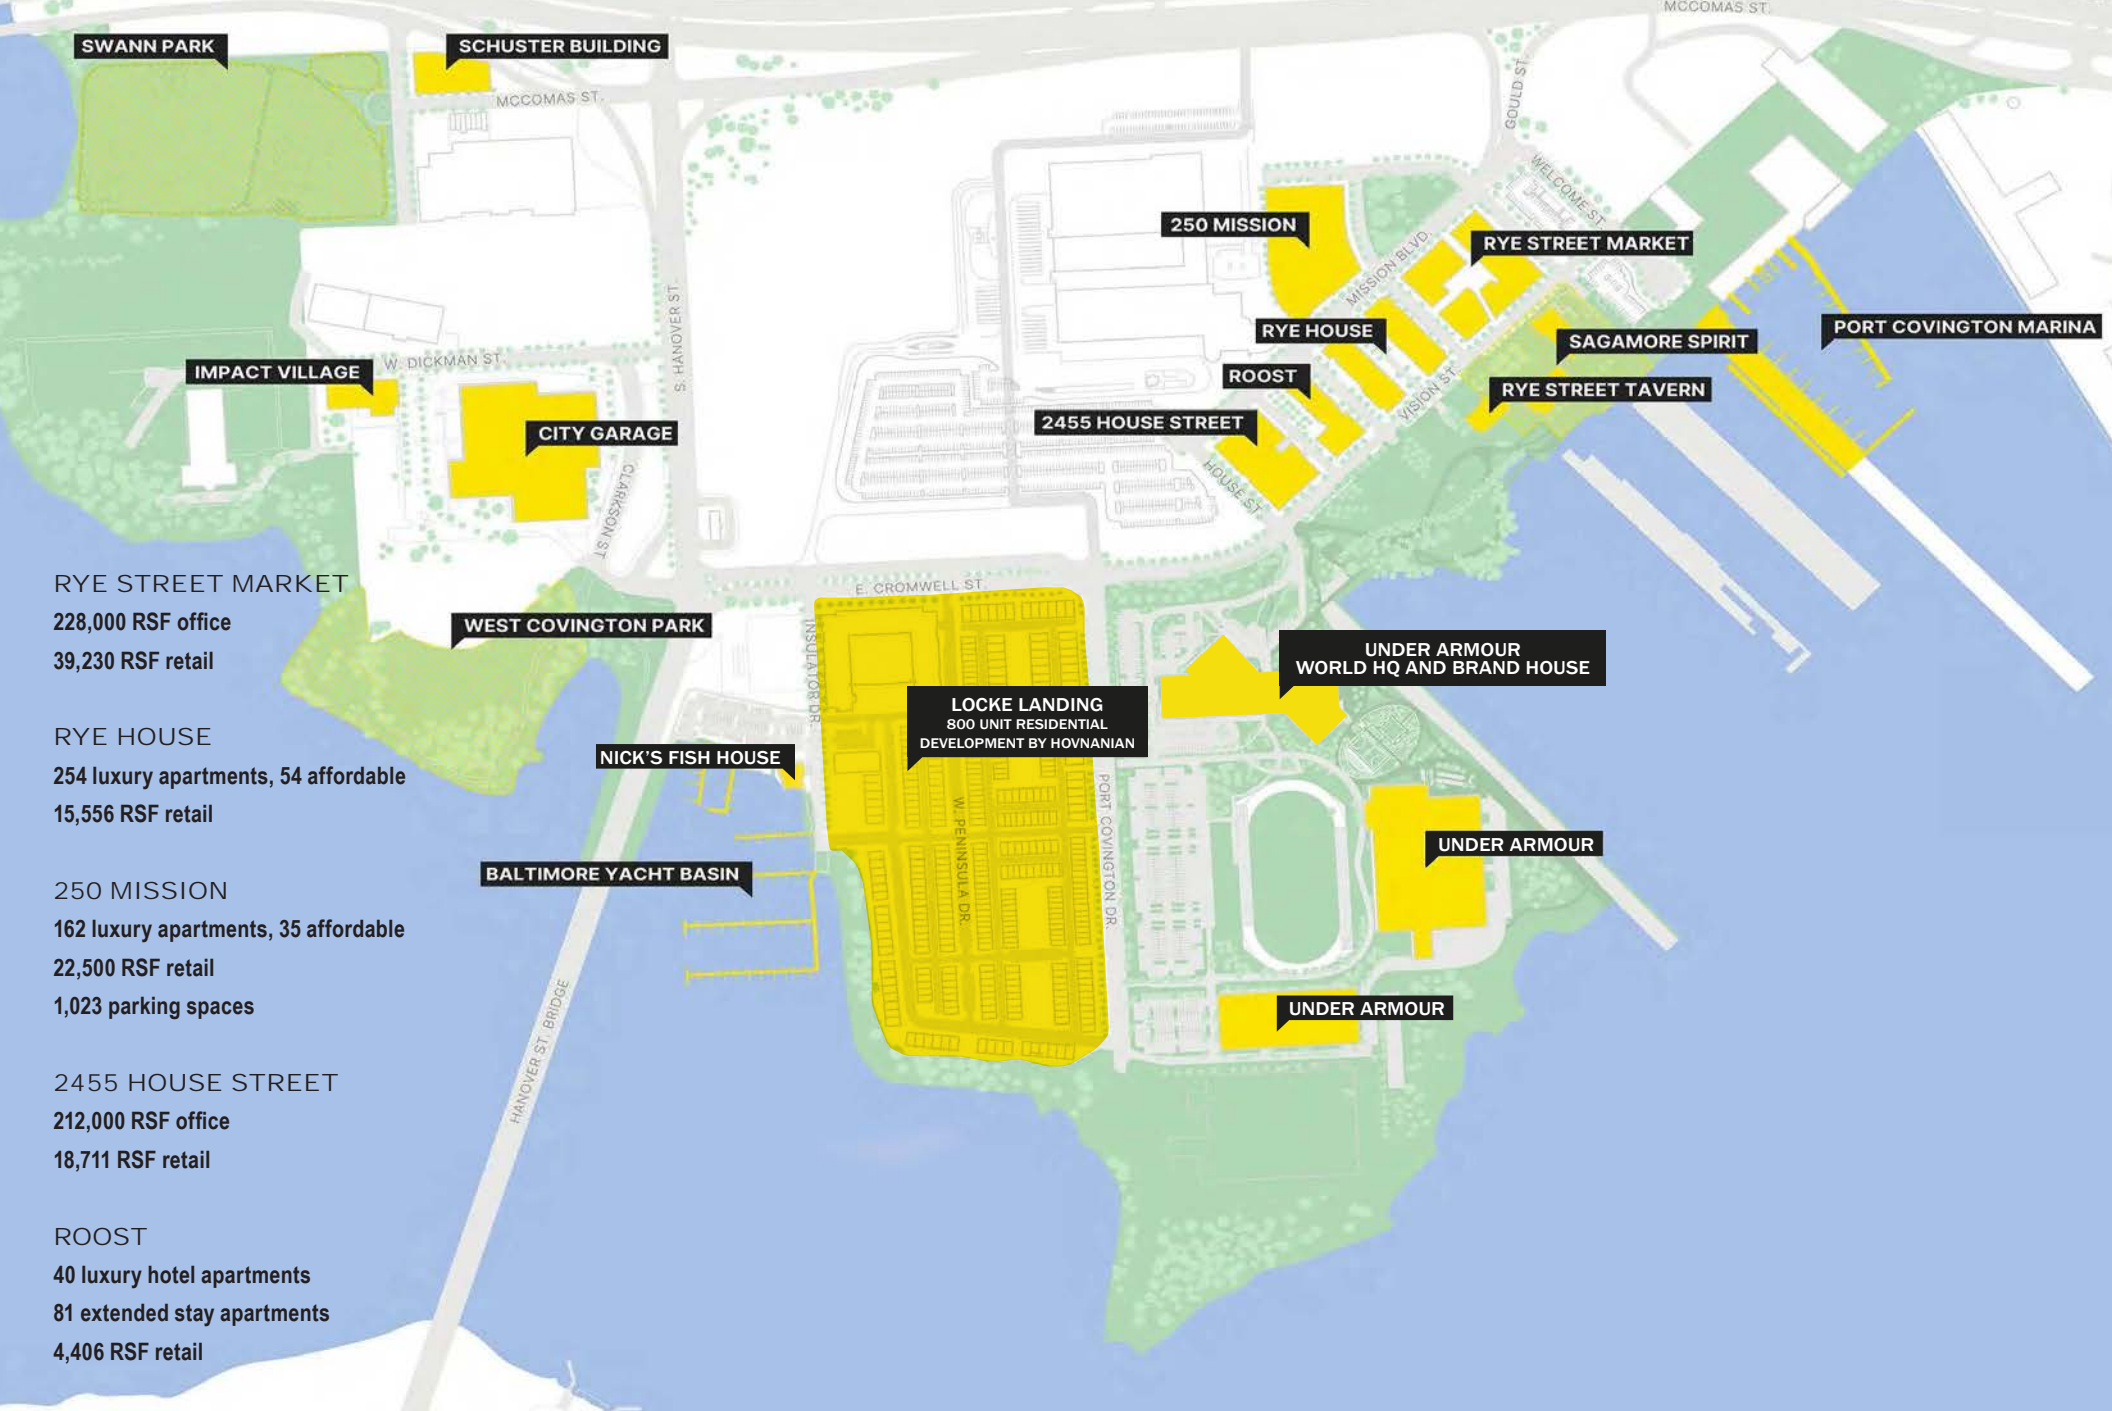 MCCOMAS ST.
SWANN PARK
SCHUSTER BUILDING
MCCOMAS ST.
GOULD ST.
WELCOME ST.
250 MISSION
MISSION BLVD.
RYE STREET MARKET
S. HANOVER ST.
RYE HOUSE
SAGAMORE SPIRIT
PORT COVINGTON MARINA
W. DICKMAN ST.
IMPACT VILLAGE
ROOST
VISION ST.
RYE STREET TAVERN
2455 HOUSE STREET
CITY GARAGE
HOUSE ST.
CLARKSON ST.
E. CROMWELL ST.
WEST COVINGTON PARK
INSULATOR DR.
UNDER ARMOUR
WORLD HQ AND BRAND HOUSE
LOCKE LANDING
800 UNIT RESIDENTIAL
DEVELOPMENT BY HOVNANIAN
NICK'S FISH HOUSE
W. PENINSULA DR.
PORT COVINGTON DR.
UNDER ARMOUR
BALTIMORE YACHT BASIN
UNDER ARMOUR
HANOVER ST. BRIDGE
RYE STREET MARKET
228,000 RSF office
39,230 RSF retail
RYE HOUSE
254 luxury apartments, 54 affordable
15,556 RSF retail
250 MISSION
162 luxury apartments, 35 affordable
22,500 RSF retail
1,023 parking spaces
2455 HOUSE STREET
212,000 RSF office
18,711 RSF retail
ROOST
40 luxury hotel apartments
81 extended stay apartments
4,406 RSF retail